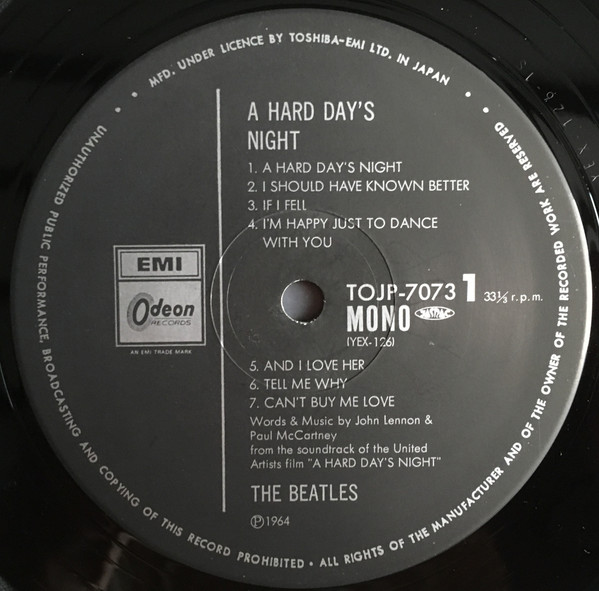 MFD. UNDER LICENCE BY TOSHIBA-EMI LTD. IN JAPAN
A HARD DAY'S
NIGHT
1. A HARD DAY'S NIGHT
2. I SHOULD HAVE KNOWN BETTER
3. IF I FELL
4. I'M HAPPY JUST TO DANCE
WITH YOU
EMI
Odeon
RECORDS
AN EMI TRADE MARK
TOJP-7073 1 33⅓ r.p.m.
MONO
(YEX-126)
5. AND I LOVE HER
6. TELL ME WHY
7. CAN'T BUY ME LOVE
Words & Music by John Lennon &
Paul McCartney
from the soundtrack of the United
Artists film "A HARD DAY'S NIGHT"
THE BEATLES
Ⓟ1964
UNAUTHORIZED PUBLIC PERFORMANCE, BROADCASTING AND COPYING OF THIS RECORD PROHIBITED • ALL RIGHTS OF THE MANUFACTURER AND OF THE OWNER OF THE RECORDED WORK ARE RESERVED